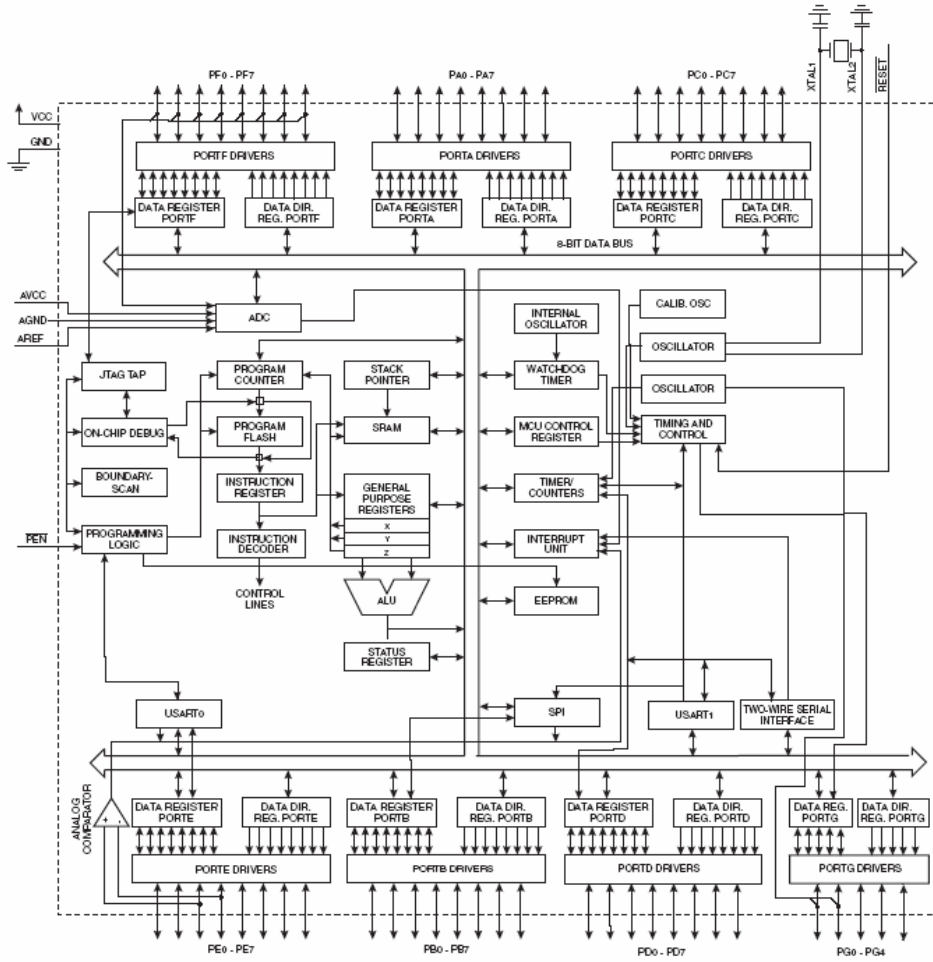 XTAL1
XTAL2
RESET
PF0 - PF7
PA0 - PA7
PC0 - PC7
VCC
GND
PORTF DRIVERS
PORTA DRIVERS
PORTC DRIVERS
DATA REGISTER
PORTF
DATA DIR.
REG. PORTF
DATA REGISTER
PORTA
DATA DIR.
REG. PORTA
DATA REGISTER
PORTC
DATA DIR.
REG. PORTC
8-BIT DATA BUS
AVCC
AGND
AREF
ADC
INTERNAL
OSCILLATOR
CALIB. OSC
OSCILLATOR
JTAG TAP
PROGRAM
COUNTER
STACK
POINTER
WATCHDOG
TIMER
OSCILLATOR
ON-CHIP DEBUG
PROGRAM
FLASH
SRAM
MCU CONTROL
REGISTER
TIMING AND
CONTROL
BOUNDARY-
SCAN
INSTRUCTION
REGISTER
GENERAL
PURPOSE
REGISTERS
X
Y
Z
TIMER/
COUNTERS
PEN
PROGRAMMING
LOGIC
INSTRUCTION
DECODER
INTERRUPT
UNIT
CONTROL
LINES
ALU
EEPROM
STATUS
REGISTER
USART0
SPI
USART1
TWO-WIRE SERIAL
INTERFACE
ANALOG
COMPARATOR
+ -
DATA REGISTER
PORTE
DATA DIR.
REG. PORTE
DATA REGISTER
PORTB
DATA DIR.
REG. PORTB
DATA REGISTER
PORTD
DATA DIR.
REG. PORTD
DATA REG.
PORTG
DATA DIR.
REG. PORTG
PORTE DRIVERS
PORTB DRIVERS
PORTD DRIVERS
PORTG DRIVERS
PE0 - PE7
PB0 - PB7
PD0 - PD7
PG0 - PG4